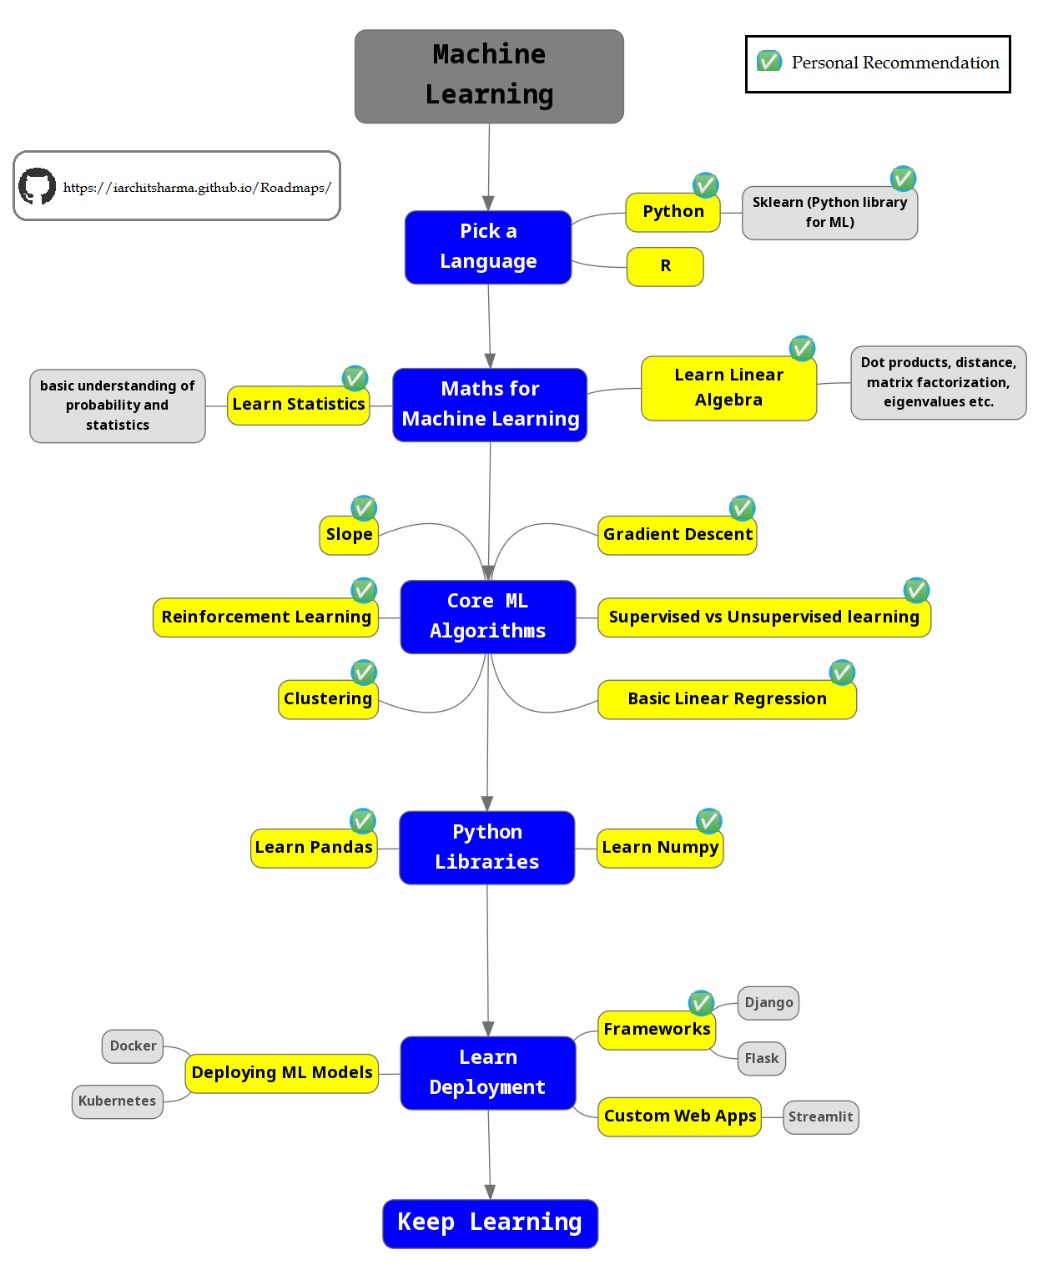 Machine
Learning
Personal Recommendation
https://iarchitsharma.github.io/Roadmaps/
Pick a
Language
Python
Sklearn (Python library
for ML)
R
basic understanding of
probability and
statistics
Learn Statistics
Maths for
Machine Learning
Learn Linear
Algebra
Dot products, distance,
matrix factorization,
eigenvalues etc.
Slope
Gradient Descent
Reinforcement Learning
Core ML
Algorithms
Supervised vs Unsupervised learning
Clustering
Basic Linear Regression
Learn Pandas
Python
Libraries
Learn Numpy
Docker
Kubernetes
Deploying ML Models
Learn
Deployment
Frameworks
Django
Flask
Custom Web Apps
Streamlit
Keep Learning